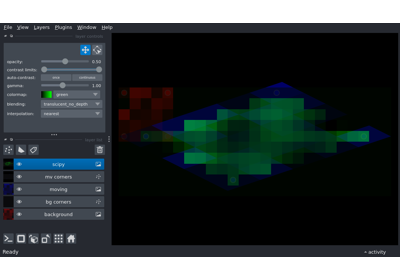 File View Layers Plugins Window Help
opacity: 0.50
contrast limits:
auto-contrast: once continuous
gamma: 1.00
colormap: green
blending: translucent_no_depth
interpolation: nearest
scipy
mv corners
moving
bg corners
background
Ready
activity